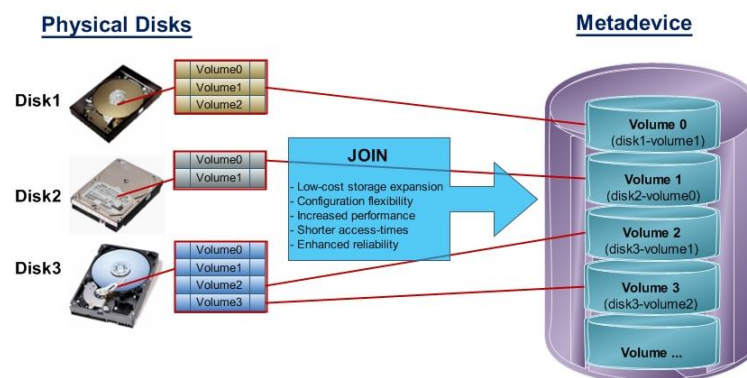 Physical Disks
Metadevice
Disk1
Volume0
Volume1
Volume2
Disk2
Volume0
Volume1
Disk3
Volume0
Volume1
Volume2
Volume3
JOIN
- Low-cost storage expansion
- Configuration flexibility
- Increased performance
- Shorter access-times
- Enhanced reliability
Volume 0
(disk1-volume1)
Volume 1
(disk2-volume0)
Volume 2
(disk3-volume1)
Volume 3
(disk3-volume2)
Volume ...